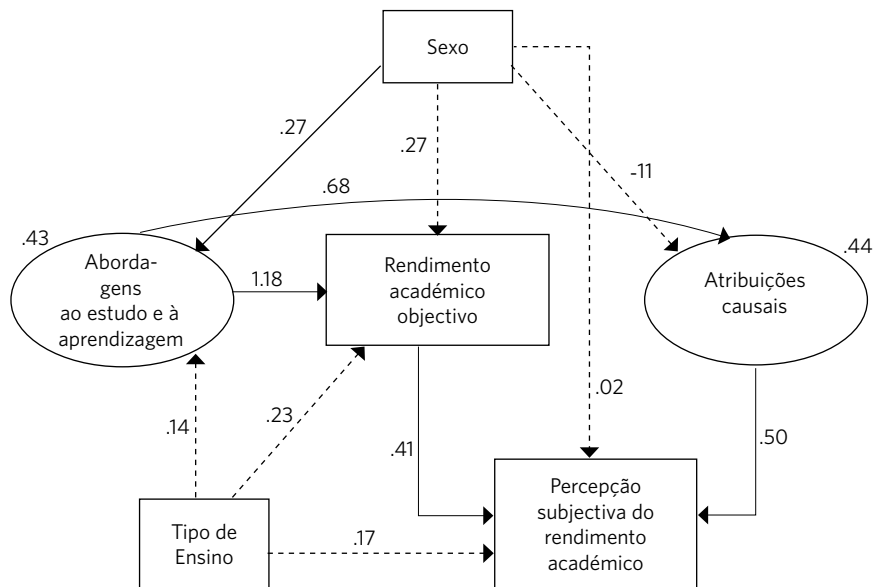 Sexo
.27
.27
-11
.68
.43
Aborda-
gens
ao estudo e à
aprendizagem
1.18
Rendimento
académico
objectivo
Atribuições
causais
.44
.14
.23
.41
.02
.50
Tipo de
Ensino
.17
Percepção
subjectiva do
rendimento
académico